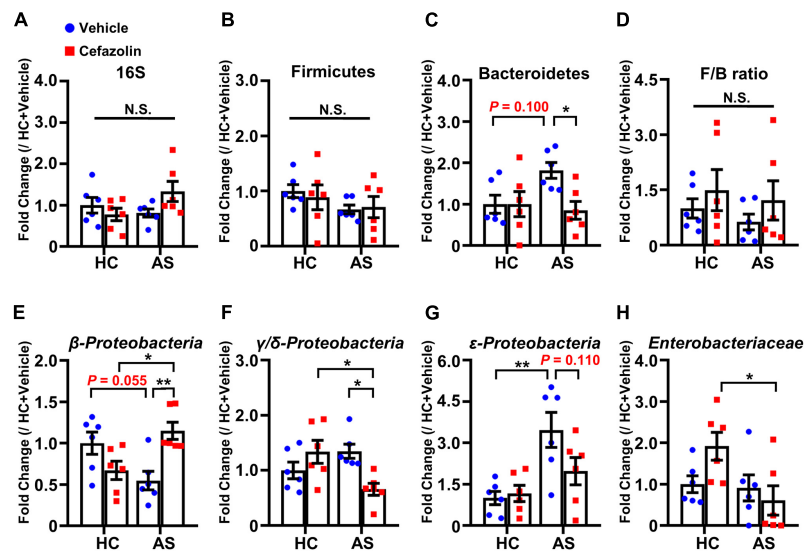 A
Vehicle
Cefazolin
16S
Fold Change (/ HC+Vehicle)
4.0
3.0
2.0
1.0
0.0
N.S.
HC
AS
B
Firmicutes
Fold Change (/ HC+Vehicle)
3.0
2.0
1.0
0.0
N.S.
HC
AS
C
Bacteroidetes
Fold Change (/ HC+Vehicle)
4.0
3.0
2.0
1.0
0.0
P = 0.100
*
HC
AS
D
F/B ratio
Fold Change (/ HC+Vehicle)
4.5
3.0
1.5
0.0
N.S.
HC
AS
E
β-Proteobacteria
Fold Change (/ HC+Vehicle)
2.0
1.5
1.0
0.5
0
*
P = 0.055
**
HC
AS
F
γ/δ-Proteobacteria
Fold Change (/ HC+Vehicle)
3.0
2.0
1.0
0.0
*
*
HC
AS
G
ε-Proteobacteria
Fold Change (/ HC+Vehicle)
6.0
4.5
3.0
1.5
0.0
P = 0.110
**
HC
AS
H
Enterobacteriaceae
Fold Change (/ HC+Vehicle)
4.0
3.0
2.0
1.0
0.0
*
HC
AS